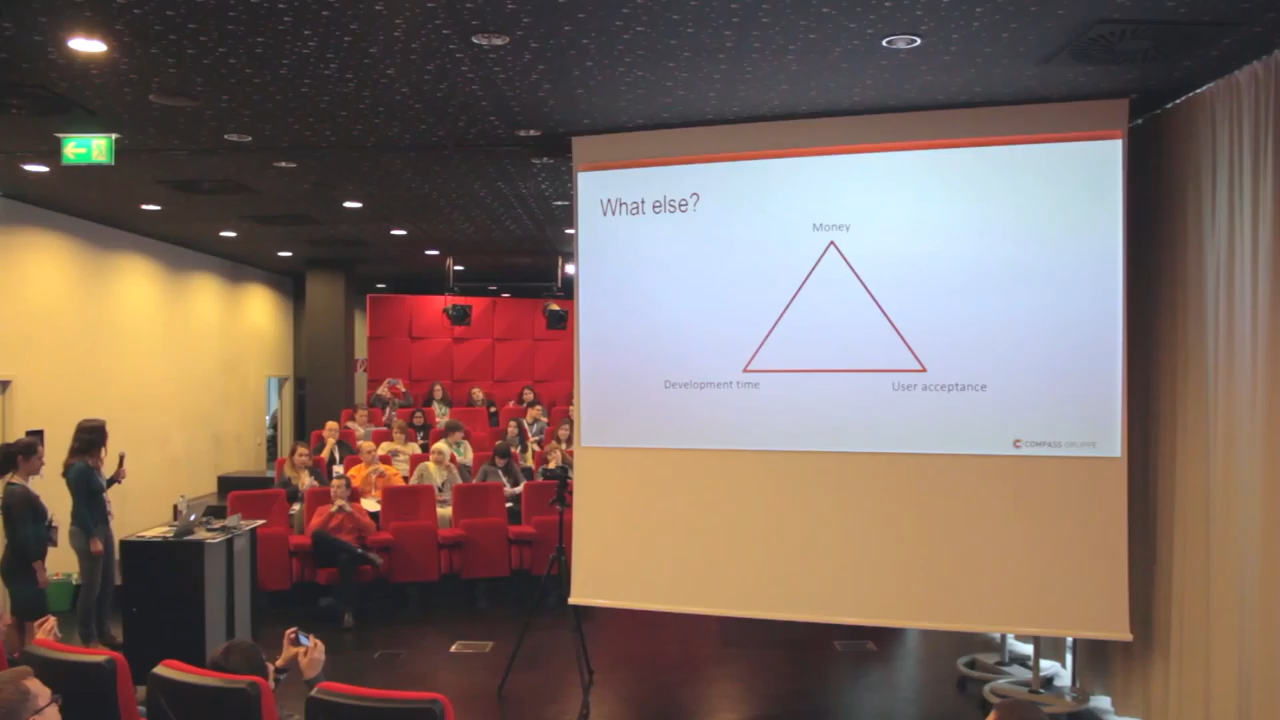 What else?
Money
Development time
User acceptance
COMPASS GRUPPE